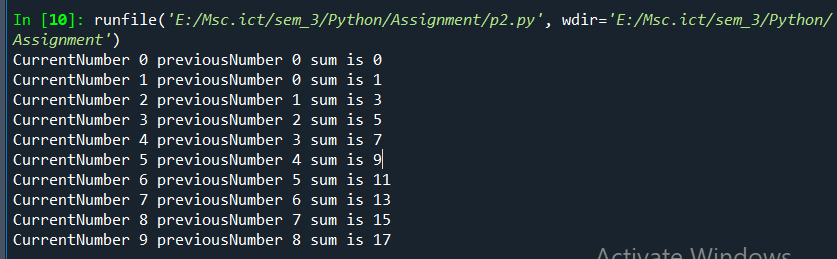 In [10]: runfile('E:/Msc.ict/sem_3/Python/Assignment/p2.py', wdir='E:/Msc.ict/sem_3/Python/
Assignment')
CurrentNumber 0 previousNumber 0 sum is 0
CurrentNumber 1 previousNumber 0 sum is 1
CurrentNumber 2 previousNumber 1 sum is 3
CurrentNumber 3 previousNumber 2 sum is 5
CurrentNumber 4 previousNumber 3 sum is 7
CurrentNumber 5 previousNumber 4 sum is 9
CurrentNumber 6 previousNumber 5 sum is 11
CurrentNumber 7 previousNumber 6 sum is 13
CurrentNumber 8 previousNumber 7 sum is 15
CurrentNumber 9 previousNumber 8 sum is 17
Activate Windows